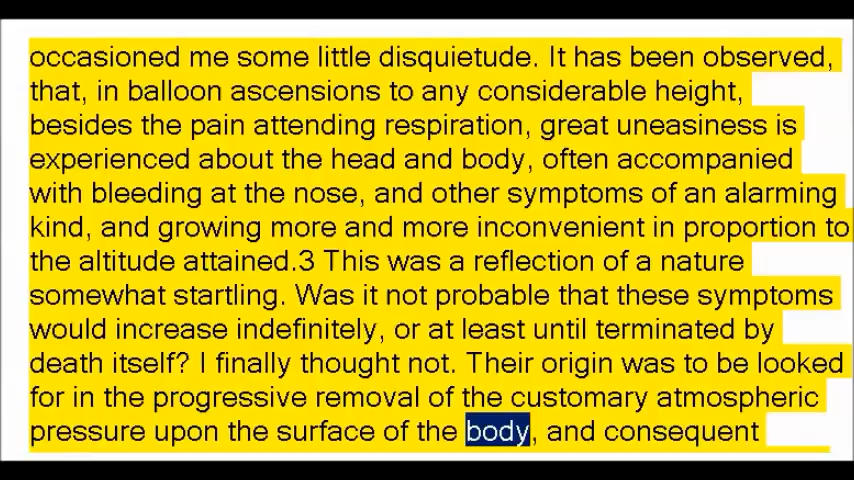 occasioned me some little disquietude. It has been observed,
that, in balloon ascensions to any considerable height,
besides the pain attending respiration, great uneasiness is
experienced about the head and body, often accompanied
with bleeding at the nose, and other symptoms of an alarming
kind, and growing more and more inconvenient in proportion to
the altitude attained.3 This was a reflection of a nature
somewhat startling. Was it not probable that these symptoms
would increase indefinitely, or at least until terminated by
death itself? I finally thought not. Their origin was to be looked
for in the progressive removal of the customary atmospheric
pressure upon the surface of the body, and consequent